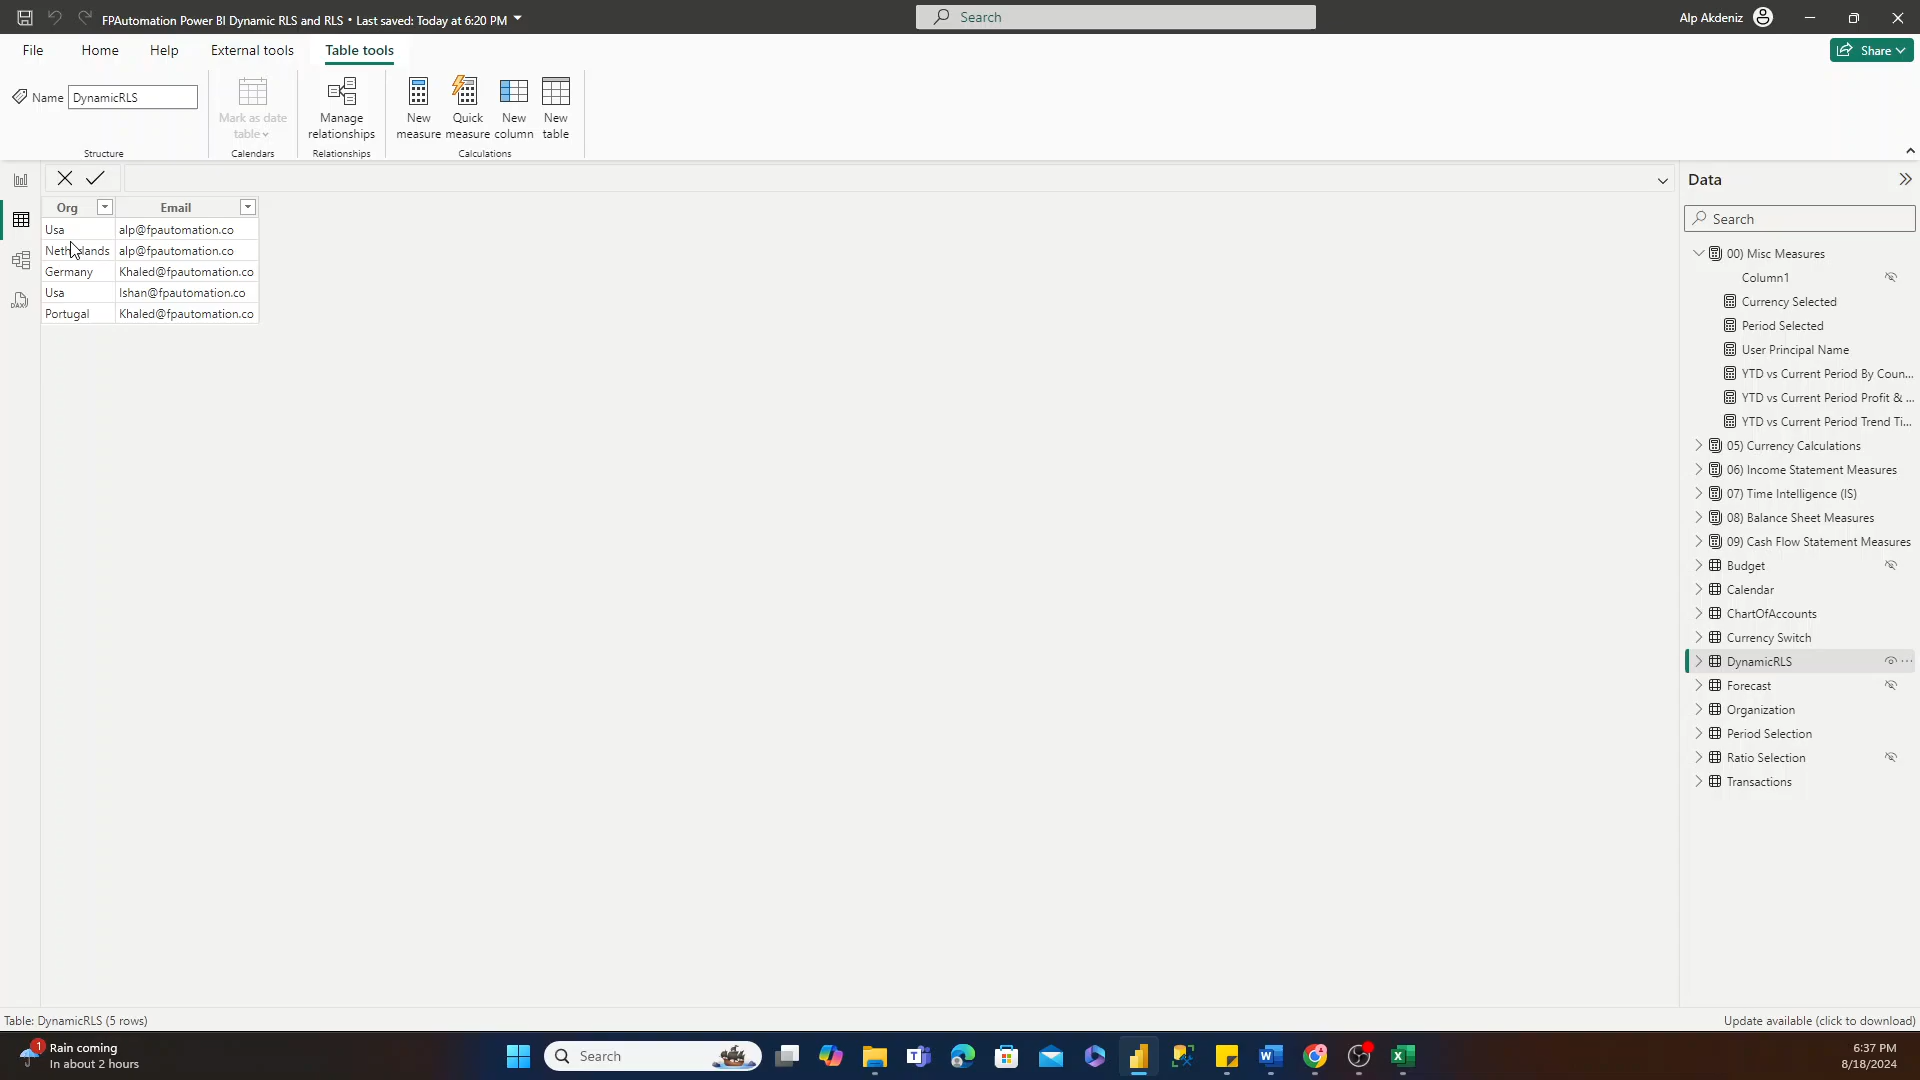 FPAutomation Power BI Dynamic RLS and RLS • Last saved: Today at 6:20 PM
Search
Alp Akdeniz
File
Home
Help
External tools
Table tools
Share
Name
DynamicRLS
Mark as date
table
Manage
relationships
New
measure
Quick
measure
New
column
New
table
Structure
Calendars
Relationships
Calculations
Data
Search
Org
Email
Usa
alp@fpautomation.co
alp@fpautomation.co
Germany
Khaled@fpautomation.co
Usa
Ishan@fpautomation.co
Portugal
Khaled@fpautomation.co
00) Misc Measures
Column1
Currency Selected
Period Selected
User Principal Name
YTD vs Current Period By Coun...
YTD vs Current Period Profit & ...
YTD vs Current Period Trend Ti...
05) Currency Calculations
06) Income Statement Measures
07) Time Intelligence (IS)
08) Balance Sheet Measures
09) Cash Flow Statement Measures
Budget
Calendar
ChartOfAccounts
Currency Switch
DynamicRLS
Forecast
Organization
Period Selection
Ratio Selection
Transactions
Table: DynamicRLS (5 rows)
Update available (click to download)
1
Rain coming
In about 2 hours
Search
6:37 PM
8/18/2024